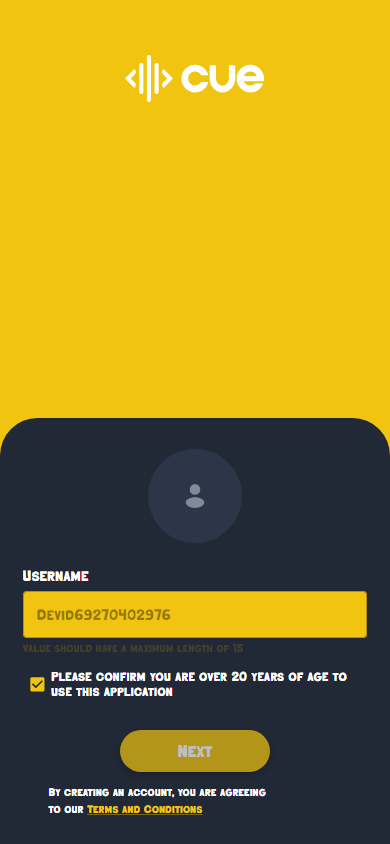 cue
Username
Devid69270402976
Value should have a maximum length of 15
Please confirm you are over 20 years of age to
use this application
Next
By creating an account, you are agreeing
to our Terms and Conditions